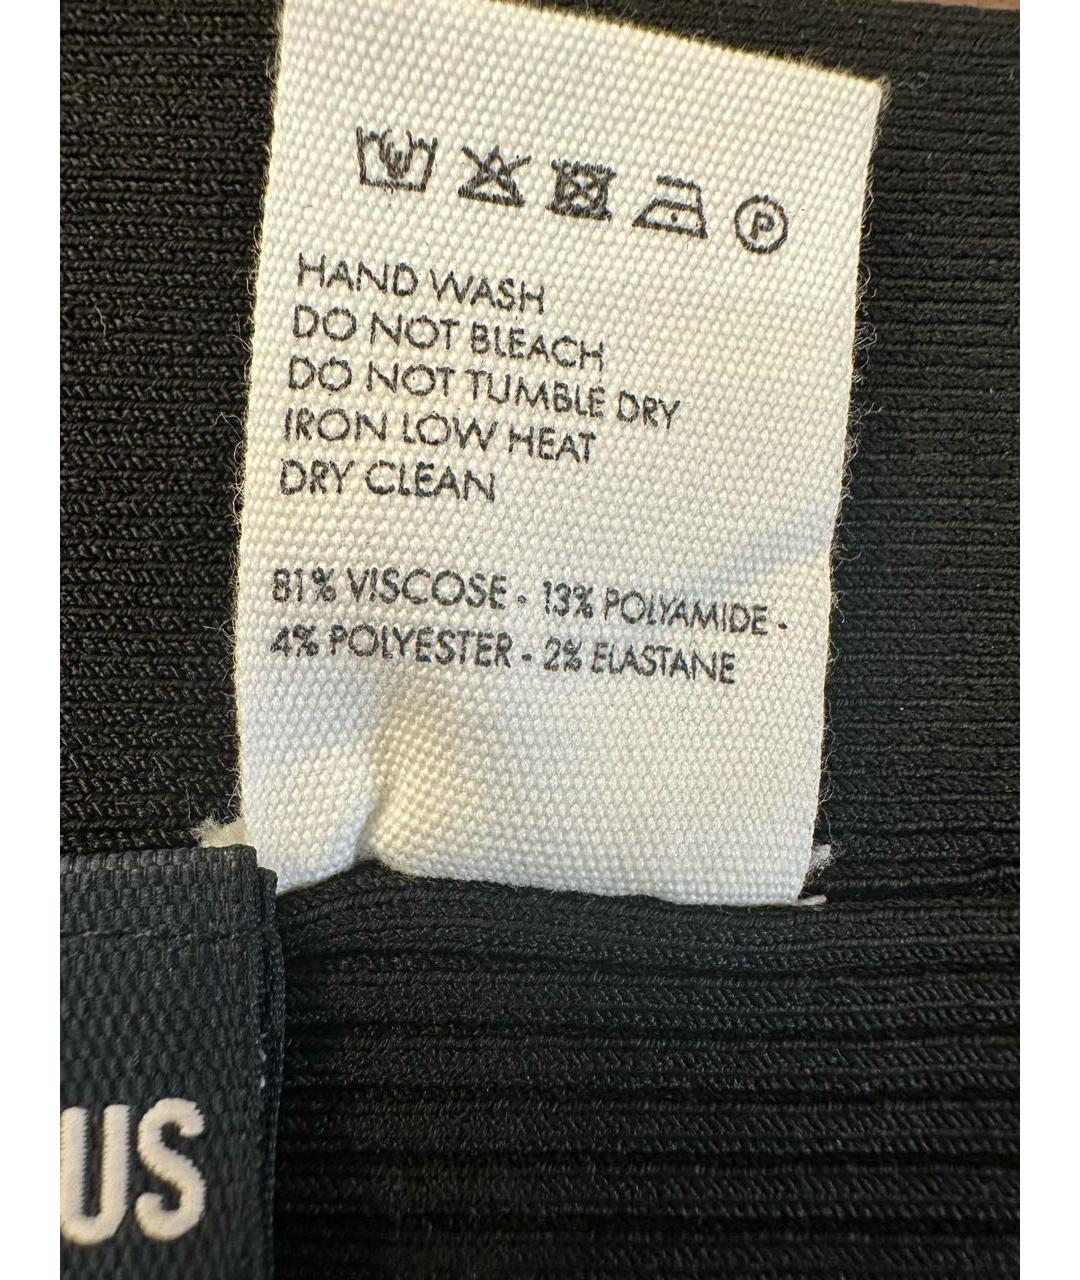 P
HAND WASH
DO NOT BLEACH
DO NOT TUMBLE DRY
IRON LOW HEAT
DRY CLEAN
81% VISCOSE - 13% POLYAMIDE -
4% POLYESTER - 2% ELASTANE
US